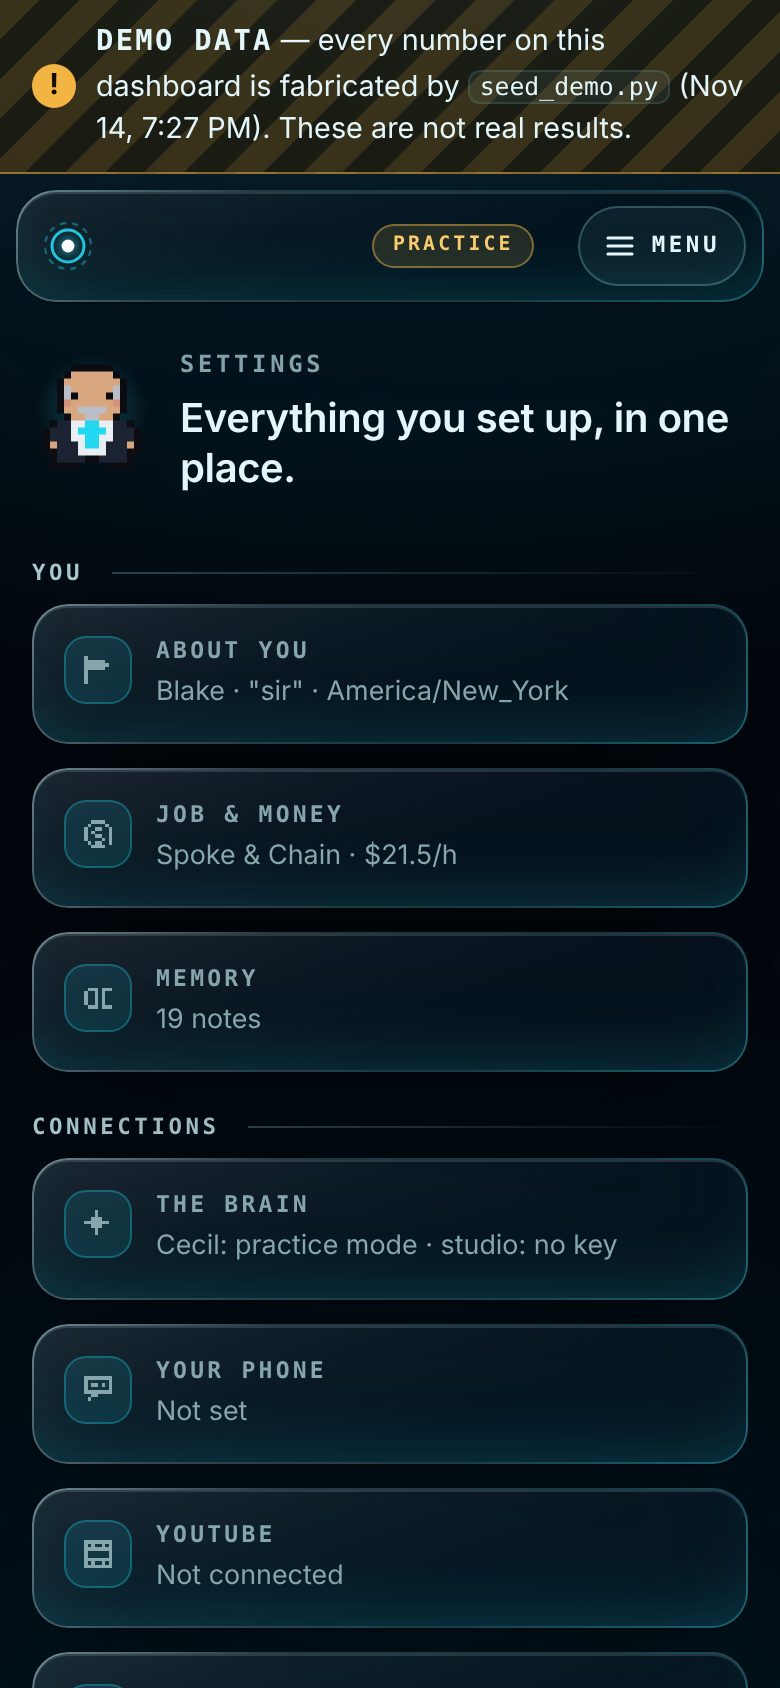 DEMO DATA — every number on this
dashboard is fabricated by seed_demo.py (Nov
14, 7:27 PM). These are not real results.
PRACTICE
MENU
SETTINGS
Everything you set up, in one
place.
YOU
ABOUT YOU
Blake · "sir" · America/New_York
JOB & MONEY
Spoke & Chain · $21.5/h
MEMORY
19 notes
CONNECTIONS
THE BRAIN
Cecil: practice mode · studio: no key
YOUR PHONE
Not set
YOUTUBE
Not connected